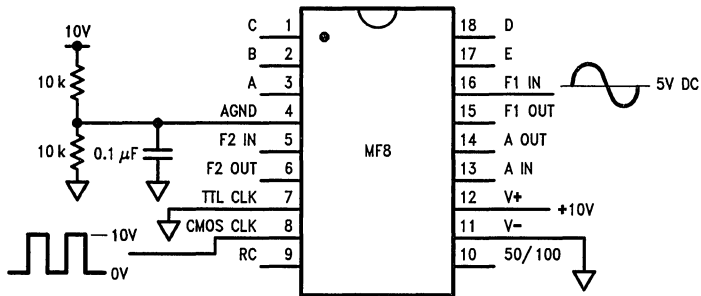 10V
10 k
10k
0.1 µF
C 1
B 2
A 3
AGND 4
F2 IN 5
F2 OUT 6
TTL CLK 7
CMOS CLK 8
RC 9
10V
0V
MF8
18 D
17 E
16 F1 IN
15 F1 OUT
14 A OUT
13 A IN
12 V+
11 V−
10 50/100
5V DC
+10V